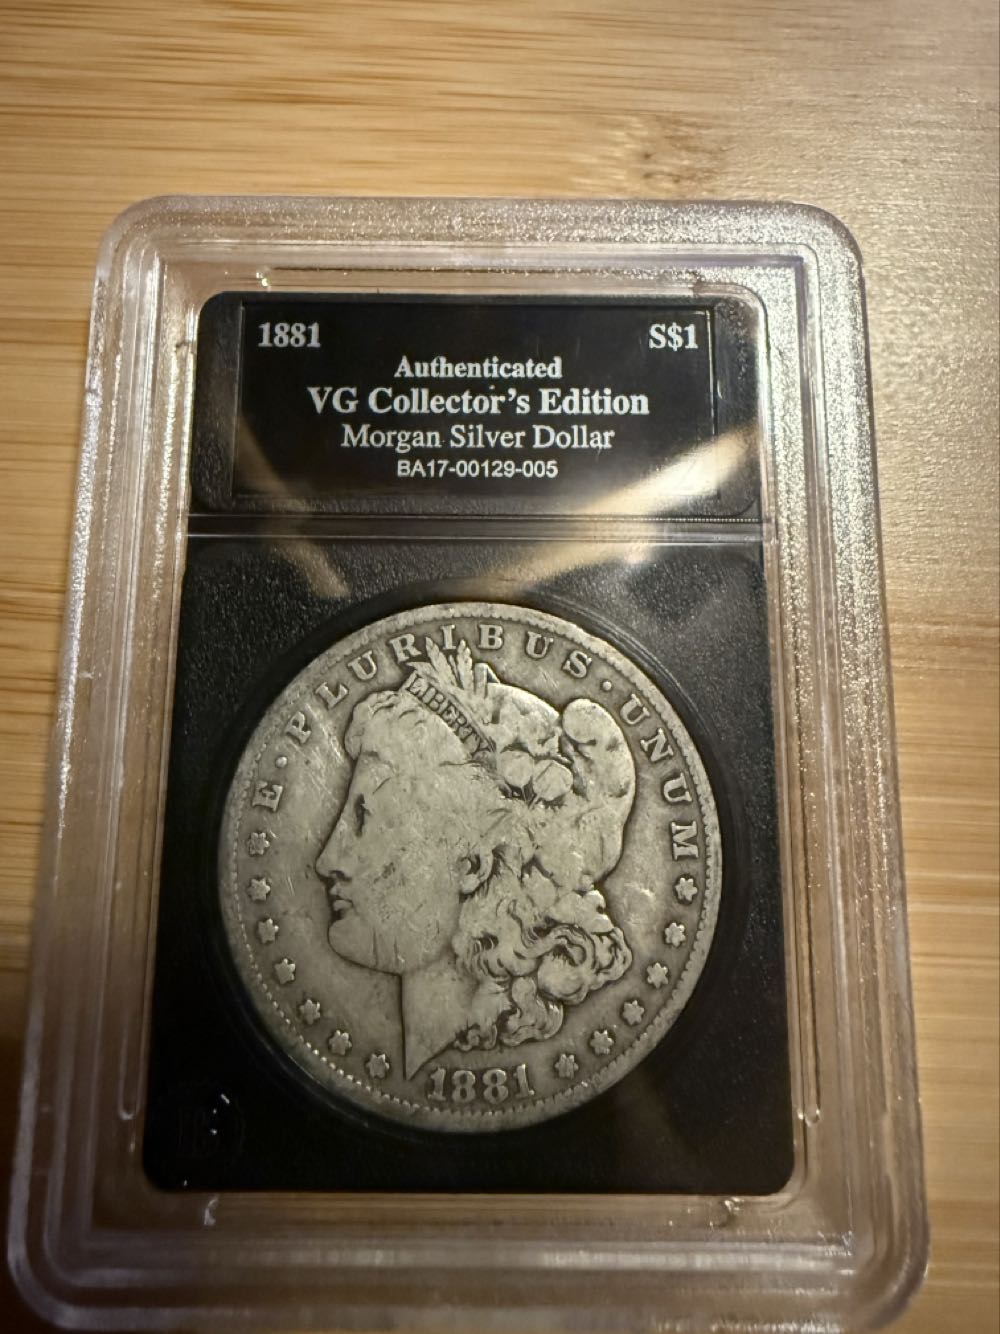 1881 S$1
Authenticated
VG Collector's Edition
Morgan Silver Dollar
BA17-00129-005
E · PLURIBUS · UNUM
LIBERTY
1881